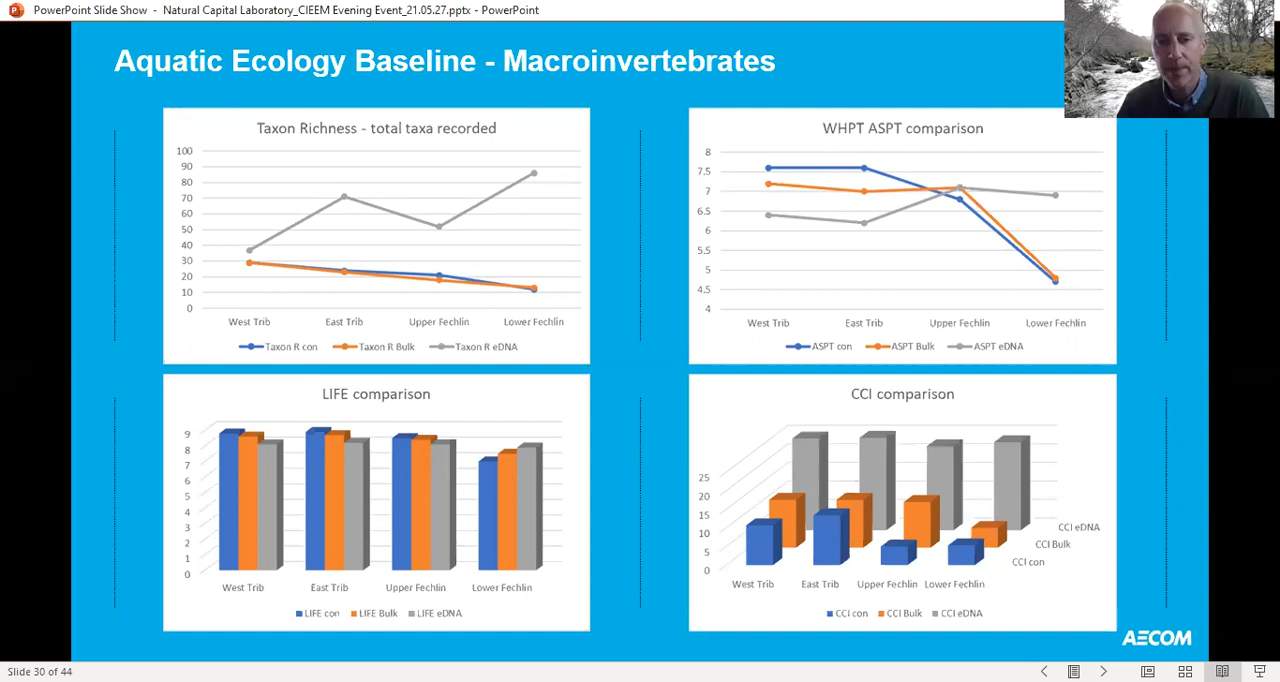 PowerPoint Slide Show - Natural Capital Laboratory_CIEEM Evening Event_21.05.27.pptx - PowerPoint
Aquatic Ecology Baseline - Macroinvertebrates
Taxon Richness - total taxa recorded
100
90
80
70
60
50
40
30
20
10
0
West Trib East Trib Upper Fechlin Lower Fechlin
Taxon R con Taxon R Bulk Taxon R eDNA
WHPT ASPT comparison
8
7.5
7
6.5
6
5.5
5
4.5
4
West Trib East Trib Upper Fechlin Lower Fechlin
ASPT con ASPT Bulk ASPT eDNA
LIFE comparison
9
8
7
6
5
4
3
2
1
0
West Trib East Trib Upper Fechlin Lower Fechlin
LIFE con LIFE Bulk LIFE eDNA
CCI comparison
25
20
15
10
5
0
CCI eDNA
CCI Bulk
CCI con
West Trib East Trib Upper Fechlin Lower Fechlin
CCI con CCI Bulk CCI eDNA
AECOM
Slide 30 of 44